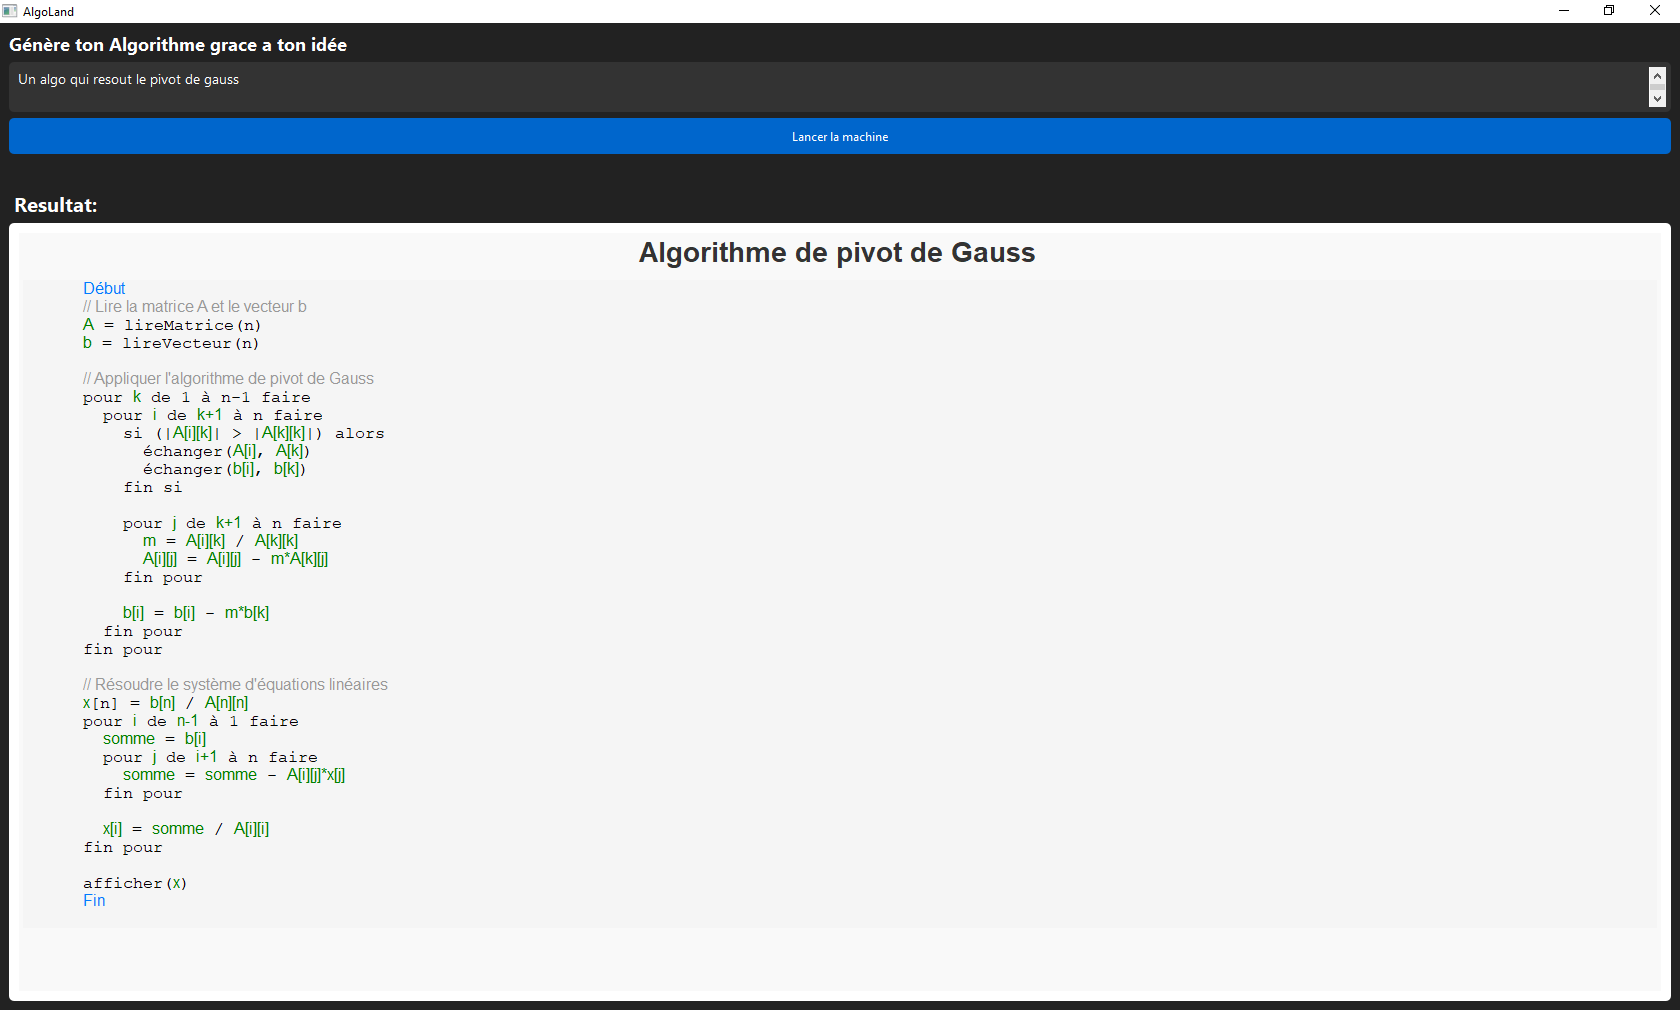 AlgoLand
Génère ton Algorithme grace a ton idée
Un algo qui resout le pivot de gauss
Lancer la machine
Resultat:
Algorithme de pivot de Gauss
Début
// Lire la matrice A et le vecteur b
A = lireMatrice(n)
b = lireVecteur(n)
// Appliquer l'algorithme de pivot de Gauss
pour k de 1 à n-1 faire
pour i de k+1 à n faire
si (|A[i][k]| > |A[k][k]|) alors
échanger(A[i], A[k])
échanger(b[i], b[k])
fin si
pour j de k+1 à n faire
m = A[i][k] / A[k][k]
A[i][j] = A[i][j] - m*A[k][j]
fin pour
b[i] = b[i] - m*b[k]
fin pour
fin pour
// Résoudre le système d'équations linéaires
x[n] = b[n] / A[n][n]
pour i de n-1 à 1 faire
somme = b[i]
pour j de i+1 à n faire
somme = somme - A[i][j]*x[j]
fin pour
x[i] = somme / A[i][i]
fin pour
afficher(x)
Fin